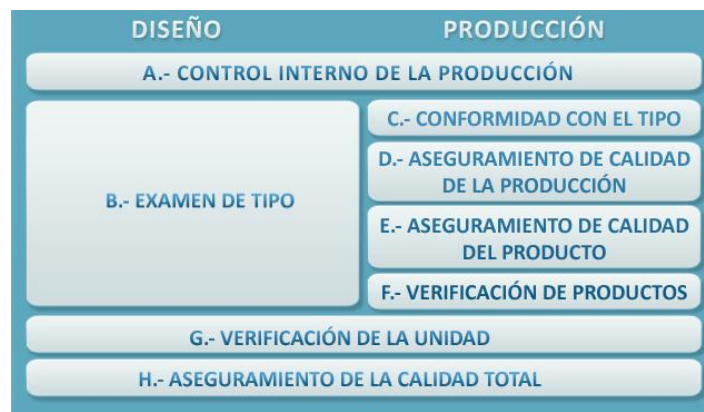 DISEÑO
PRODUCCIÓN
A.- CONTROL INTERNO DE LA PRODUCCIÓN
B.- EXAMEN DE TIPO
C.- CONFORMIDAD CON EL TIPO
D.- ASEGURAMIENTO DE CALIDAD
DE LA PRODUCCIÓN
E.- ASEGURAMIENTO DE CALIDAD
DEL PRODUCTO
F.- VERIFICACIÓN DE PRODUCTOS
G.- VERIFICACIÓN DE LA UNIDAD
H.- ASEGURAMIENTO DE LA CALIDAD TOTAL